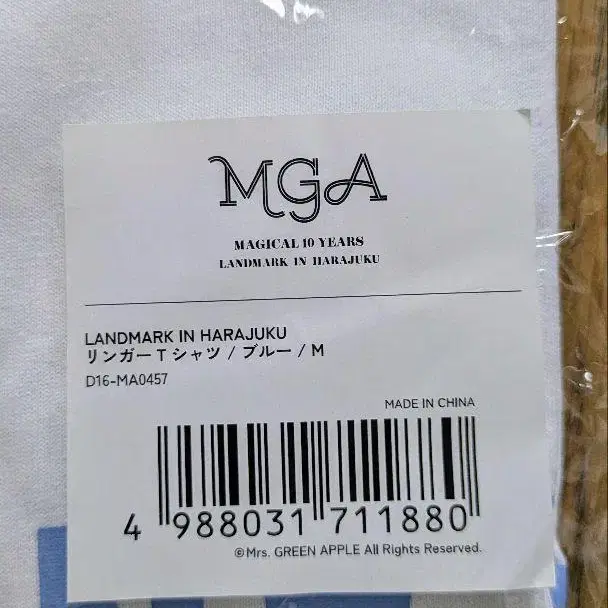 MGA
MAGICAL 10 YEARS
LANDMARK IN HARAJUKU
LANDMARK IN HARAJUKU
リンガーTシャツ / ブルー / M
D16-MA0457
MADE IN CHINA
4 988031 711880
©Mrs. GREEN APPLE All Rights Reserved.